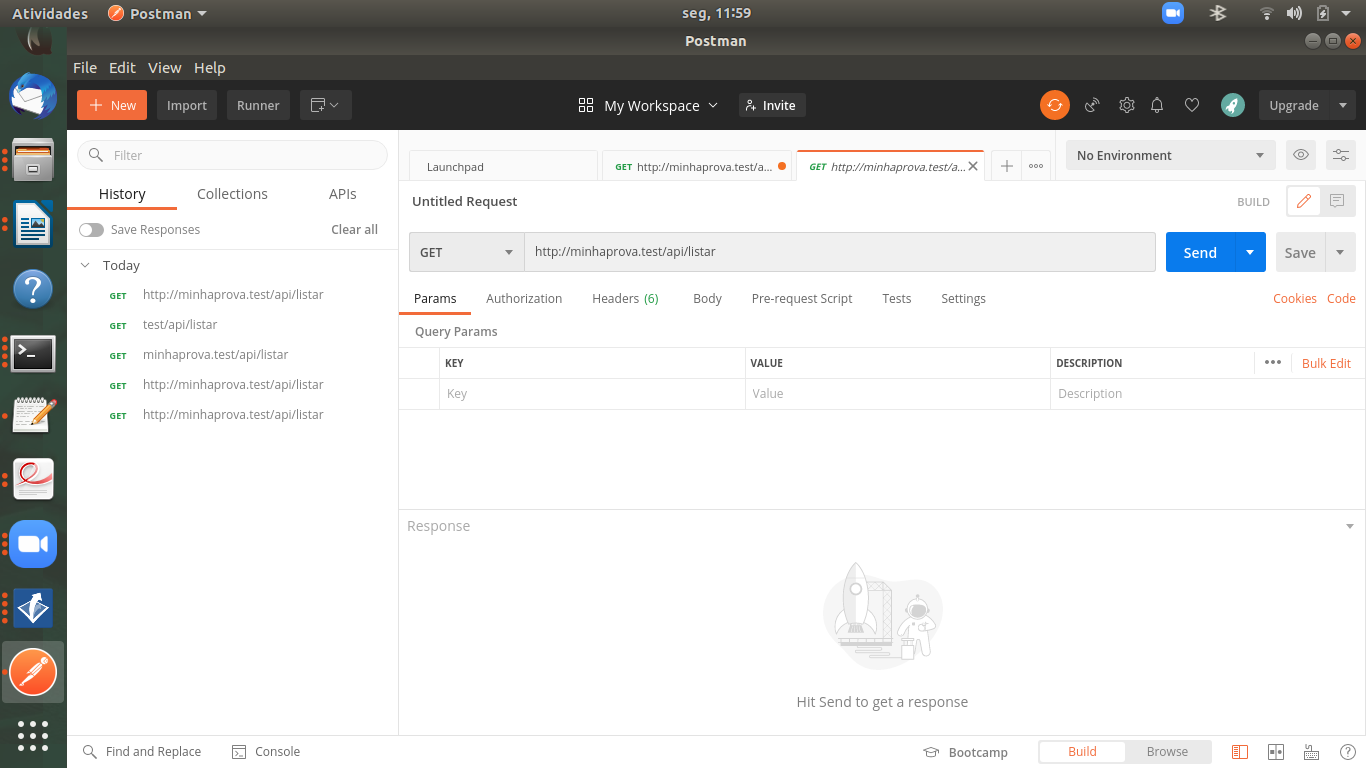 Atividades Postman seg, 11:59
Postman
File Edit View Help
New Import Runner My Workspace Invite Upgrade
Filter
History Collections APIs
Save Responses Clear all
Today
GET http://minhaprova.test/api/listar
GET test/api/listar
GET minhaprova.test/api/listar
GET http://minhaprova.test/api/listar
GET http://minhaprova.test/api/listar
Launchpad GET http://minhaprova.test/a... GET http://minhaprova.test/a... No Environment
Untitled Request BUILD
GET http://minhaprova.test/api/listar Send Save
Params Authorization Headers (6) Body Pre-request Script Tests Settings Cookies Code
Query Params
KEY VALUE DESCRIPTION Bulk Edit
Key Value Description
Response
Hit Send to get a response
Find and Replace Console Bootcamp Build Browse